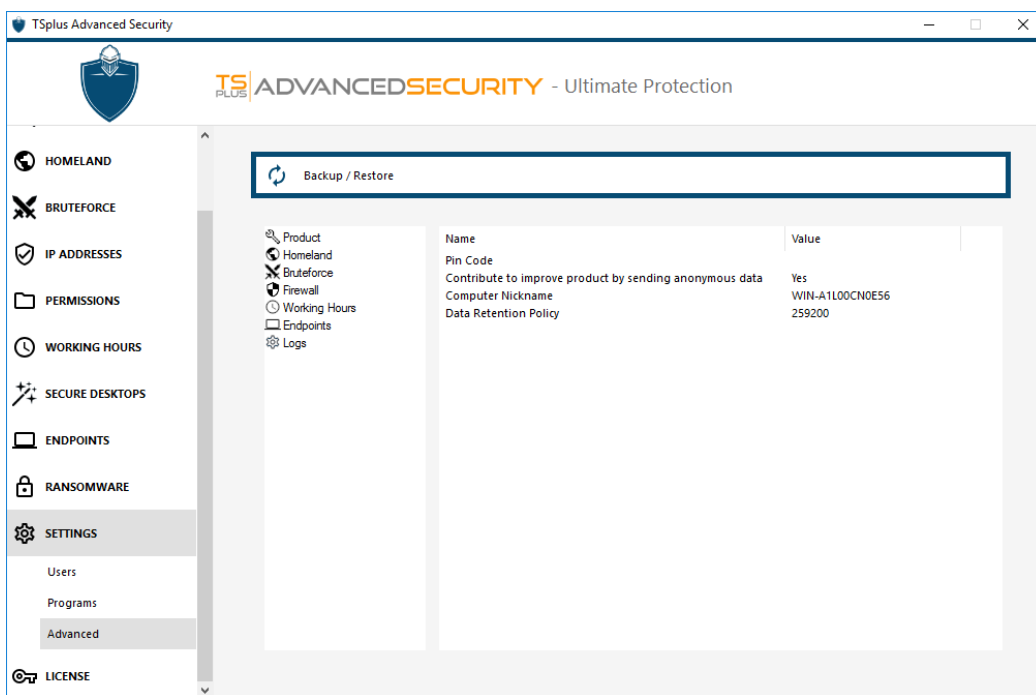 TSplus Advanced Security
TS PLUS ADVANCEDSECURITY - Ultimate Protection
HOMELAND
BRUTEFORCE
IP ADDRESSES
PERMISSIONS
WORKING HOURS
SECURE DESKTOPS
ENDPOINTS
RANSOMWARE
SETTINGS
Users
Programs
Advanced
LICENSE
Backup / Restore
Product
Homeland
Bruteforce
Firewall
Working Hours
Endpoints
Logs
Name Value
Pin Code
Contribute to improve product by sending anonymous data Yes
Computer Nickname WIN-A1L00CN0E56
Data Retention Policy 259200